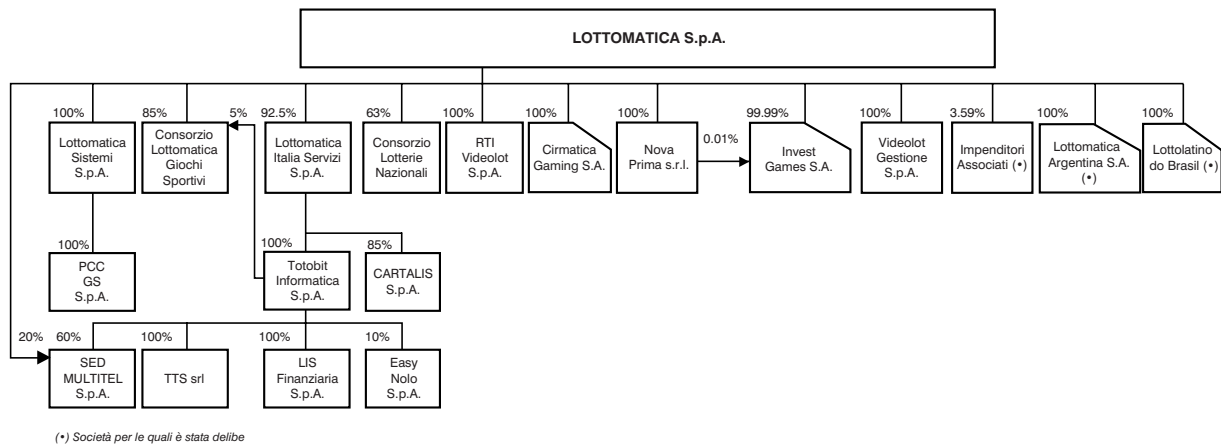 LOTTOMATICA S.p.A.
100%
85%
5%
92.5%
63%
100%
100%
100%
0.01%
99.99%
100%
3.59%
100%
100%
Lottomatica
Sistemi
S.p.A.
Consorzio
Lottomatica
Giochi
Sportivi
Lottomatica
Italia Servizi
S.p.A.
Consorzio
Lotterie
Nazionali
RTI
Videolot
S.p.A.
Cirmatica
Gaming S.A.
Nova
Prima s.r.l.
Invest
Games S.A.
Videolot
Gestione
S.p.A.
Impenditori
Associati (•)
Lottomatica
Argentina S.A.
(•)
Lottolatino
do Brasil (•)
100%
100%
85%
PCC
GS
S.p.A.
Totobit
Informatica
S.p.A.
CARTALIS
S.p.A.
20%
60%
100%
100%
10%
SED
MULTITEL
S.p.A.
TTS srl
LIS
Finanziaria
S.p.A.
Easy
Nolo
S.p.A.
(•) Società per le quali è stata delibe